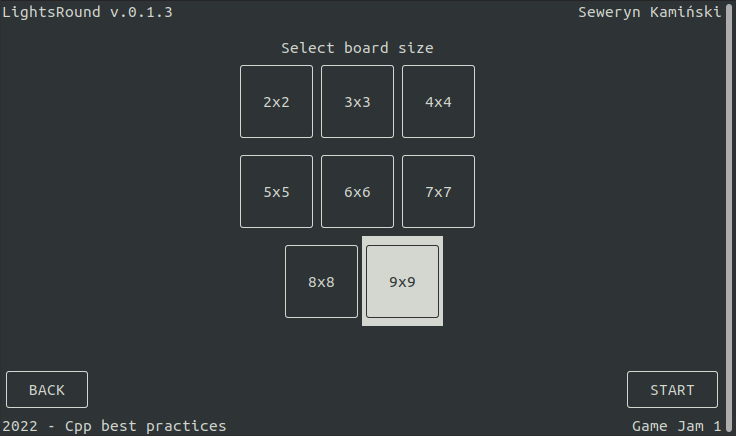 LightsRound v.0.1.3 Seweryn Kamiński
Select board size
2x2 3x3 4x4
5x5 6x6 7x7
8x8 9x9
BACK START
2022 - Cpp best practices Game Jam 1